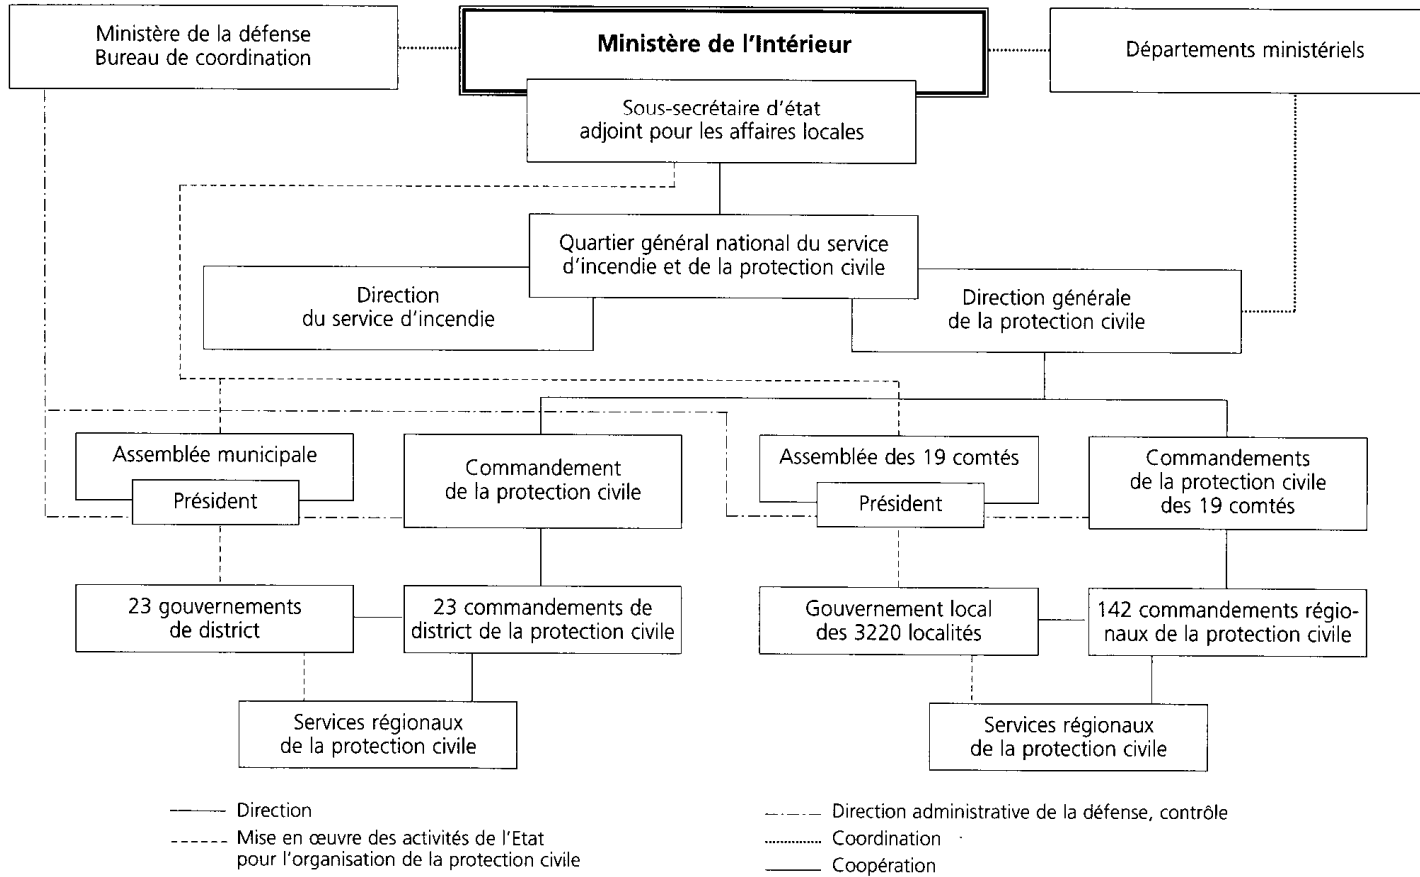 Ministère de la défense
Bureau de coordination
Ministère de l'Intérieur
Départements ministériels
Sous-secrétaire d'état
adjoint pour les affaires locales
Quartier général national du service
d'incendie et de la protection civile
Direction
du service d'incendie
Direction générale
de la protection civile
Assemblée municipale
Président
Commandement
de la protection civile
Assemblée des 19 comtés
Président
Commandements
de la protection civile
des 19 comtés
23 gouvernements
de district
23 commandements de
district de la protection civile
Gouvernement local
des 3220 localités
142 commandements régio-
naux de la protection civile
Services régionaux
de la protection civile
Services régionaux
de la protection civile
Direction
Mise en œuvre des activités de l'Etat
pour l'organisation de la protection civile
Direction administrative de la défense, contrôle
Coordination
Coopération